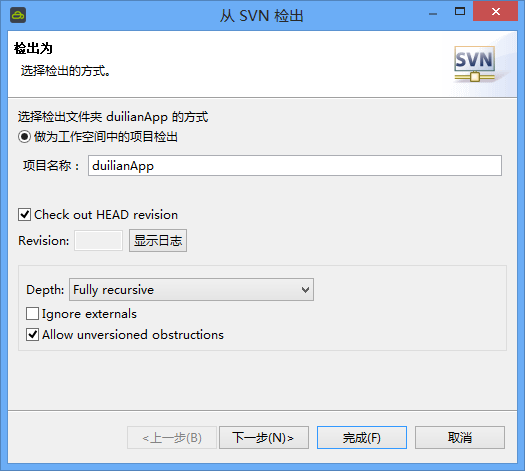 从 SVN 检出
检出为
选择检出的方式。
SVN
选择检出文件夹 duilianApp 的方式
做为工作空间中的项目检出
项目名称： duilianApp
Check out HEAD revision
Revision: 显示日志
Depth: Fully recursive
Ignore externals
Allow unversioned obstructions
<上一步(B) 下一步(N)> 完成(F) 取消